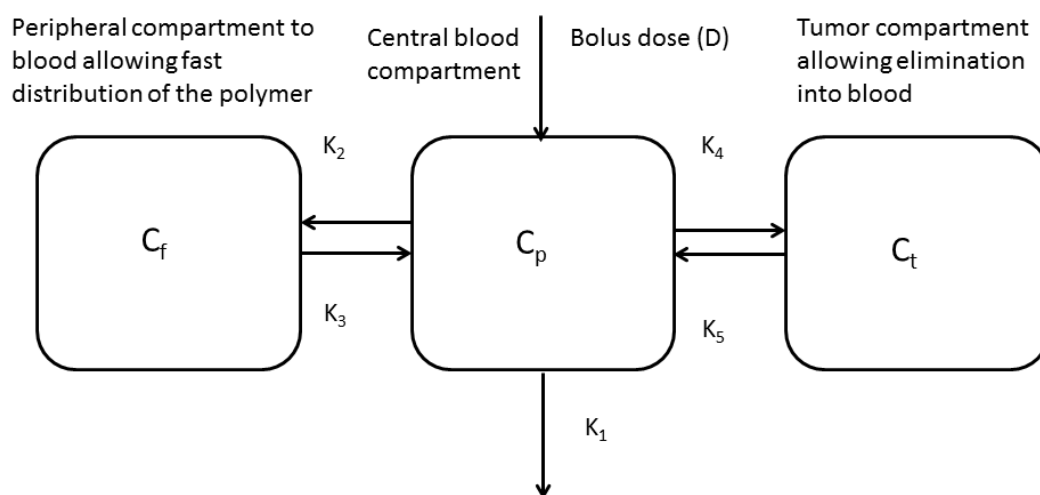 Peripheral compartment to
blood allowing fast
distribution of the polymer
Central blood
compartment
Bolus dose (D)
Tumor compartment
allowing elimination
into blood
K₂
K₄
C_f
Cₚ
Cₜ
K₃
K₅
K₁